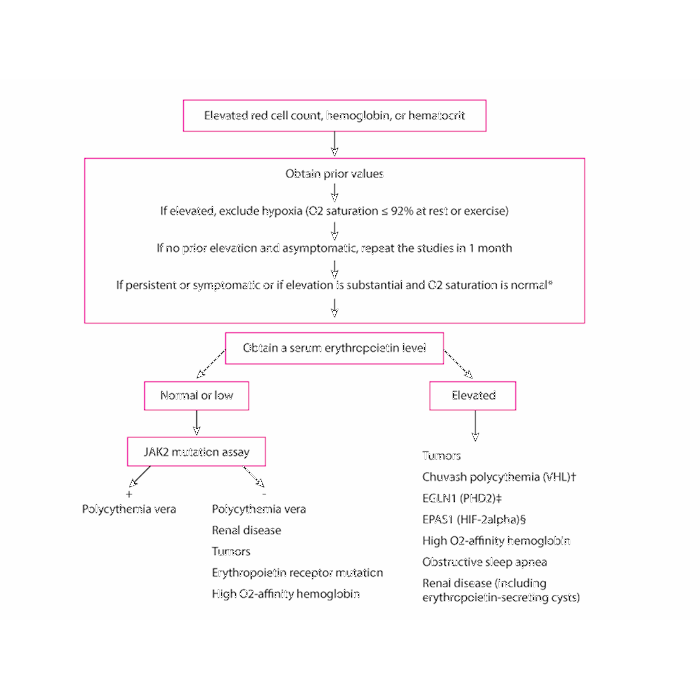 Elevated red cell count, hemoglobin, or hematocrit
Obtain prior values
If elevated, exclude hypoxia (O2 saturation ≤ 92% at rest or exercise)
If no prior elevation and asymptomatic, repeat the studies in 1 month
If persistent or symptomatic or if elevation is substantial and O2 saturation is normal*
Obtain a serum erythropoietin level
Normal or low
Elevated
JAK2 mutation assay
+
Polycythemia vera
-
Polycythemia vera
Renal disease
Tumors
Erythropoietin receptor mutation
High O2-affinity hemoglobin
Tumors
Chuvash polycythemia (VHL)†
EGLN1 (PHD2)‡
EPAS1 (HIF-2alpha)§
High O2-affinity hemoglobin
Obstructive sleep apnea
Renal disease (including
erythropoietin-secreting cysts)